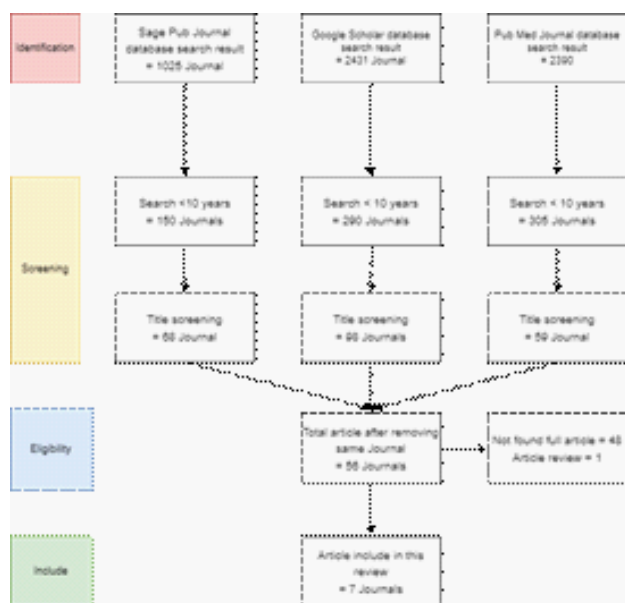 Identification
Sage Pub Journal
database search result
= 1025 Journal
Google Scholar database
search result
= 2431 Journal
Pub Med Journal database
search result
= 2390
Screening
Search <10 years
= 150 Journals
Search < 10 years
= 290 Journals
Search < 10 years
= 305 Journals
Title screening
= 68 Journal
Title screening
= 98 Journals
Title screening
= 59 Journal
Eligibility
Total article after removing
same Journal
= 56 Journals
Not found full article = 48
Article review = 1
Include
Article include in this
review
= 7 Journals